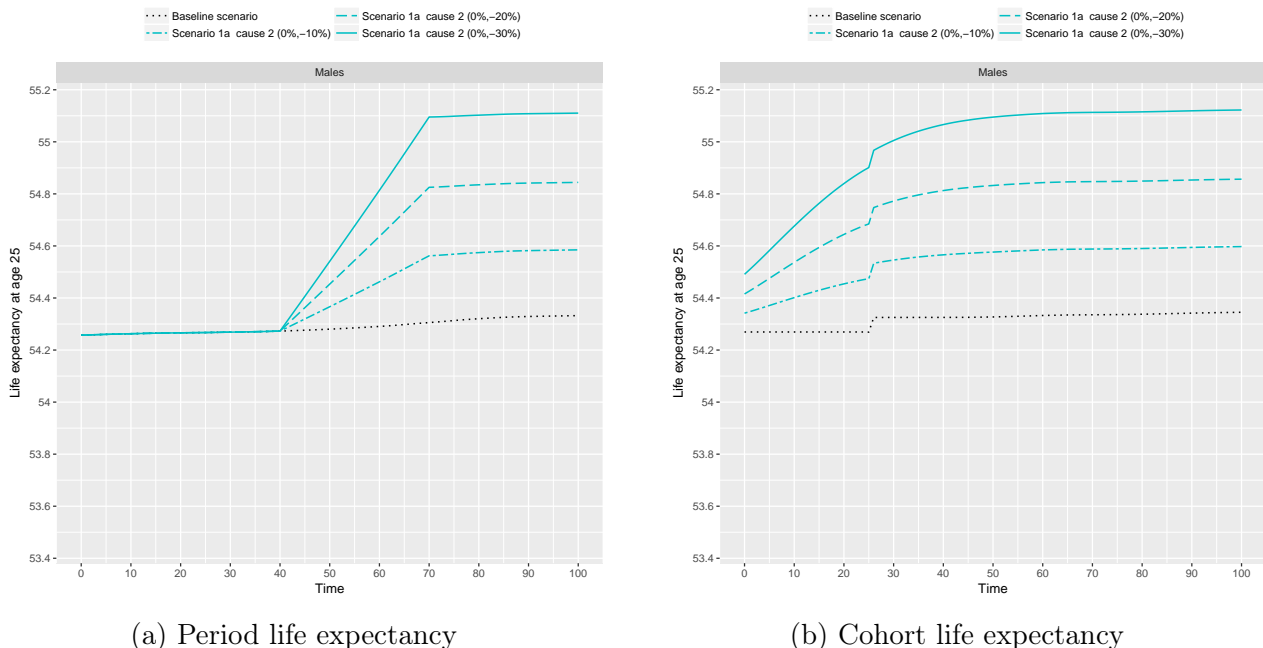 Baseline scenario
Scenario 1a cause 2 (0%,−20%)
Scenario 1a cause 2 (0%,−10%)
Scenario 1a cause 2 (0%,−30%)
Males
55.2
55
54.8
54.6
54.4
54.2
54
53.8
53.6
53.4
Life expectancy at age 25
0 10 20 30 40 50 60 70 80 90 100
Time
(a) Period life expectancy
Baseline scenario
Scenario 1a cause 2 (0%,−20%)
Scenario 1a cause 2 (0%,−10%)
Scenario 1a cause 2 (0%,−30%)
Males
55.2
55
54.8
54.6
54.4
54.2
54
53.8
53.6
53.4
Life expectancy at age 25
0 10 20 30 40 50 60 70 80 90 100
Time
(b) Cohort life expectancy